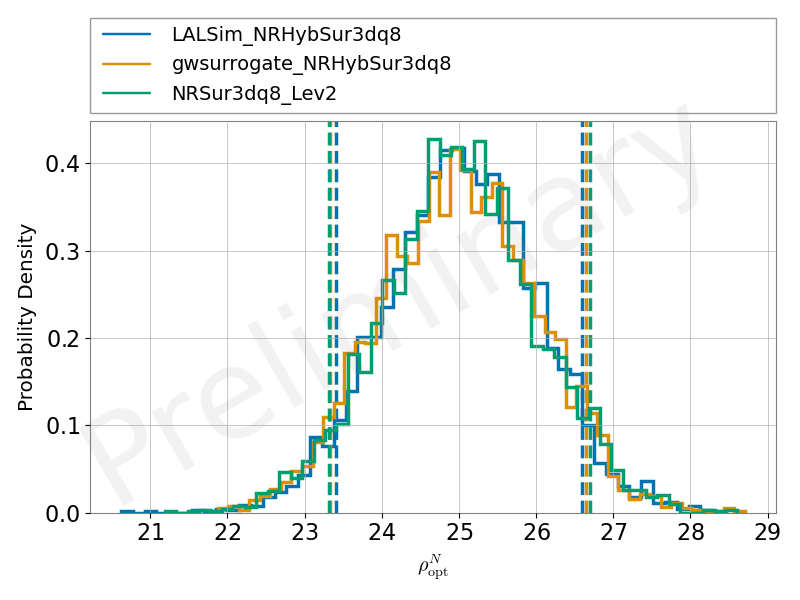 LALSim_NRHybSur3dq8
gwsurrogate_NRHybSur3dq8
NRSur3dq8_Lev2
Preliminary
Probability Density
0.4
0.3
0.2
0.1
0.0
21 22 23 24 25 26 27 28 29
ρ^N_opt